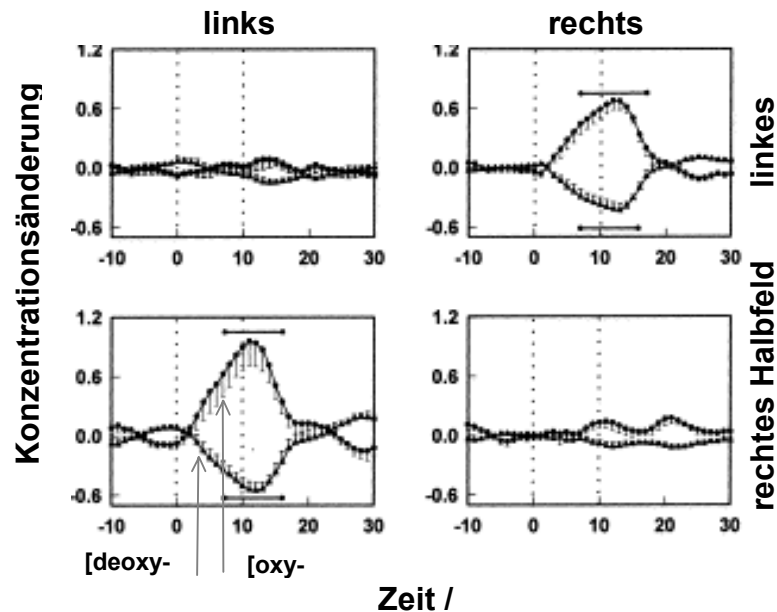 links rechts
Konzentrationsänderung
1.2 1.2
0.6 0.6
0.0 0.0
-0.6 -0.6
-10 0 10 20 30 -10 0 10 20 30
linkes
1.2 1.2
0.6 0.6
0.0 0.0
-0.6 -0.6
-10 0 10 20 30 -10 0 10 20 30
rechtes Halbfeld
[deoxy- [oxy-
Zeit /